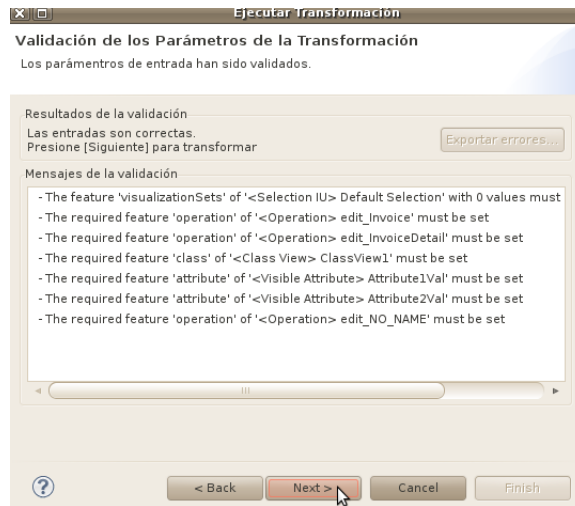 Ejecutar Transformación
Validación de los Parámetros de la Transformación
Los parámentros de entrada han sido validados.
Resultados de la validación
Las entradas son correctas.
Presione [Siguiente] para transformar
Exportar errores...
Mensajes de la validación
- The feature 'visualizationSets' of '<Selection IU> Default Selection' with 0 values must
- The required feature 'operation' of '<Operation> edit_Invoice' must be set
- The required feature 'operation' of '<Operation> edit_InvoiceDetail' must be set
- The required feature 'class' of '<Class View> ClassView1' must be set
- The required feature 'attribute' of '<Visible Attribute> Attribute1Val' must be set
- The required feature 'attribute' of '<Visible Attribute> Attribute2Val' must be set
- The required feature 'operation' of '<Operation> edit_NO_NAME' must be set
< Back Next > Cancel Finish